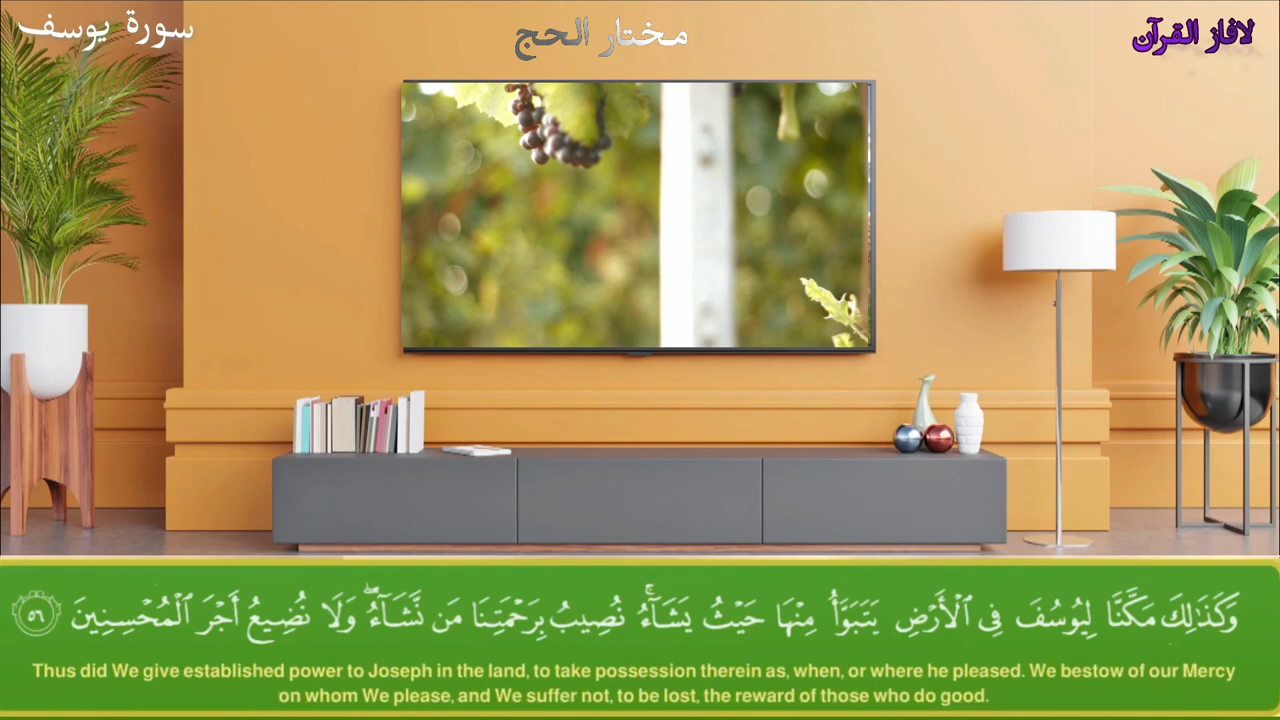 سورة يوسف
مختار الحج
لافاز القرآن
وَكَذَٰلِكَ مَكَّنَّا لِيُوسُفَ فِى ٱلْأَرْضِ يَتَبَوَّأُ مِنْهَا حَيْثُ يَشَآءُ ۚ نُصِيبُ بِرَحْمَتِنَا مَن نَّشَآءُ ۖ وَلَا نُضِيعُ أَجْرَ ٱلْمُحْسِنِينَ ٥٦
Thus did We give established power to Joseph in the land, to take possession therein as, when, or where he pleased. We bestow of our Mercy
on whom We please, and We suffer not, to be lost, the reward of those who do good.